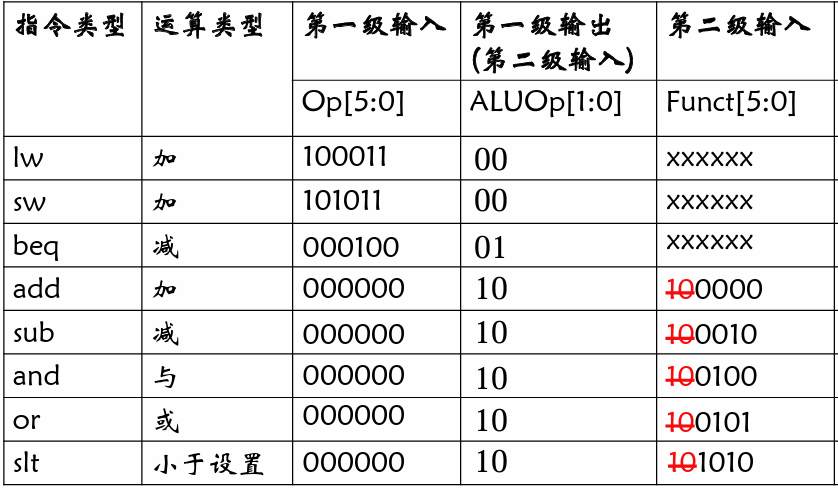 指令类型 运算类型 第一级输入 第一级输出 第二级输入
(第二级输入)
Op[5:0] ALUOp[1:0] Funct[5:0]
lw 加 100011 00 xxxxxx
sw 加 101011 00 xxxxxx
beq 减 000100 01 xxxxxx
add 加 000000 10 100000
sub 减 000000 10 100010
and 与 000000 10 100100
or 或 000000 10 100101
slt 小于设置 000000 10 101010